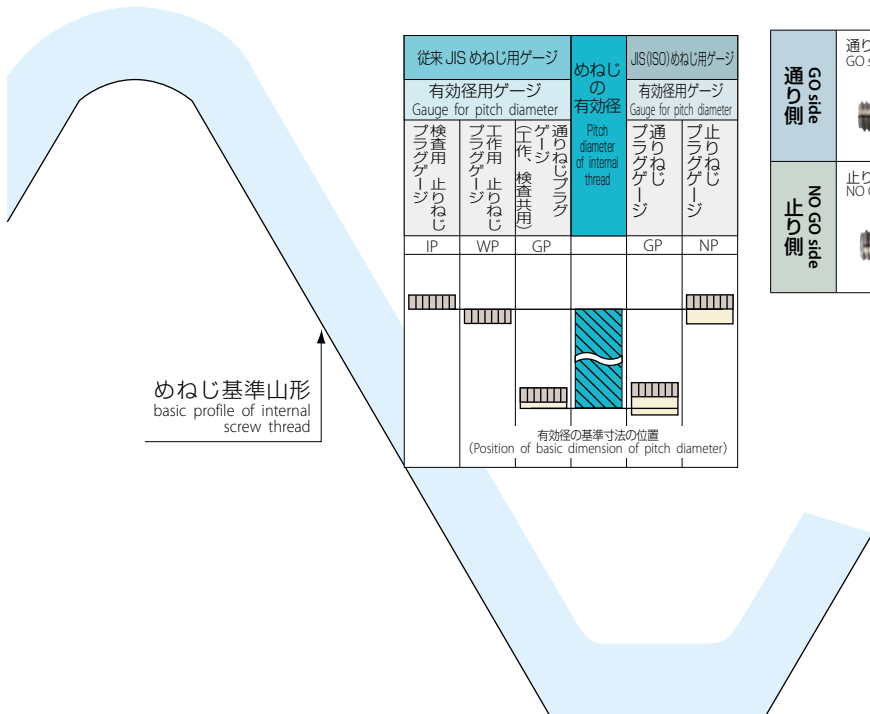 従来 JIS めねじ用ゲージ
めねじ
の
有効径
Pitch
diameter
of internal
thread
JIS(ISO)めねじ用ゲージ
有効径用ゲージ
Gauge for pitch diameter
有効径用ゲージ
Gauge for pitch diameter
検査用 止りねじ
プラグゲージ
工作用 止りねじ
プラグゲージ
通りねじプラグ
ゲージ
(工作、検査共用)
通りねじ
プラグゲージ
止りねじ
プラグゲージ
IP
WP
GP
GP
NP
有効径の基準寸法の位置
(Position of basic dimension of pitch diameter)
めねじ基準山形
basic profile of internal
screw thread
GO side
通り側
通り
GO s
NO GO side
止り側
止り
NO G